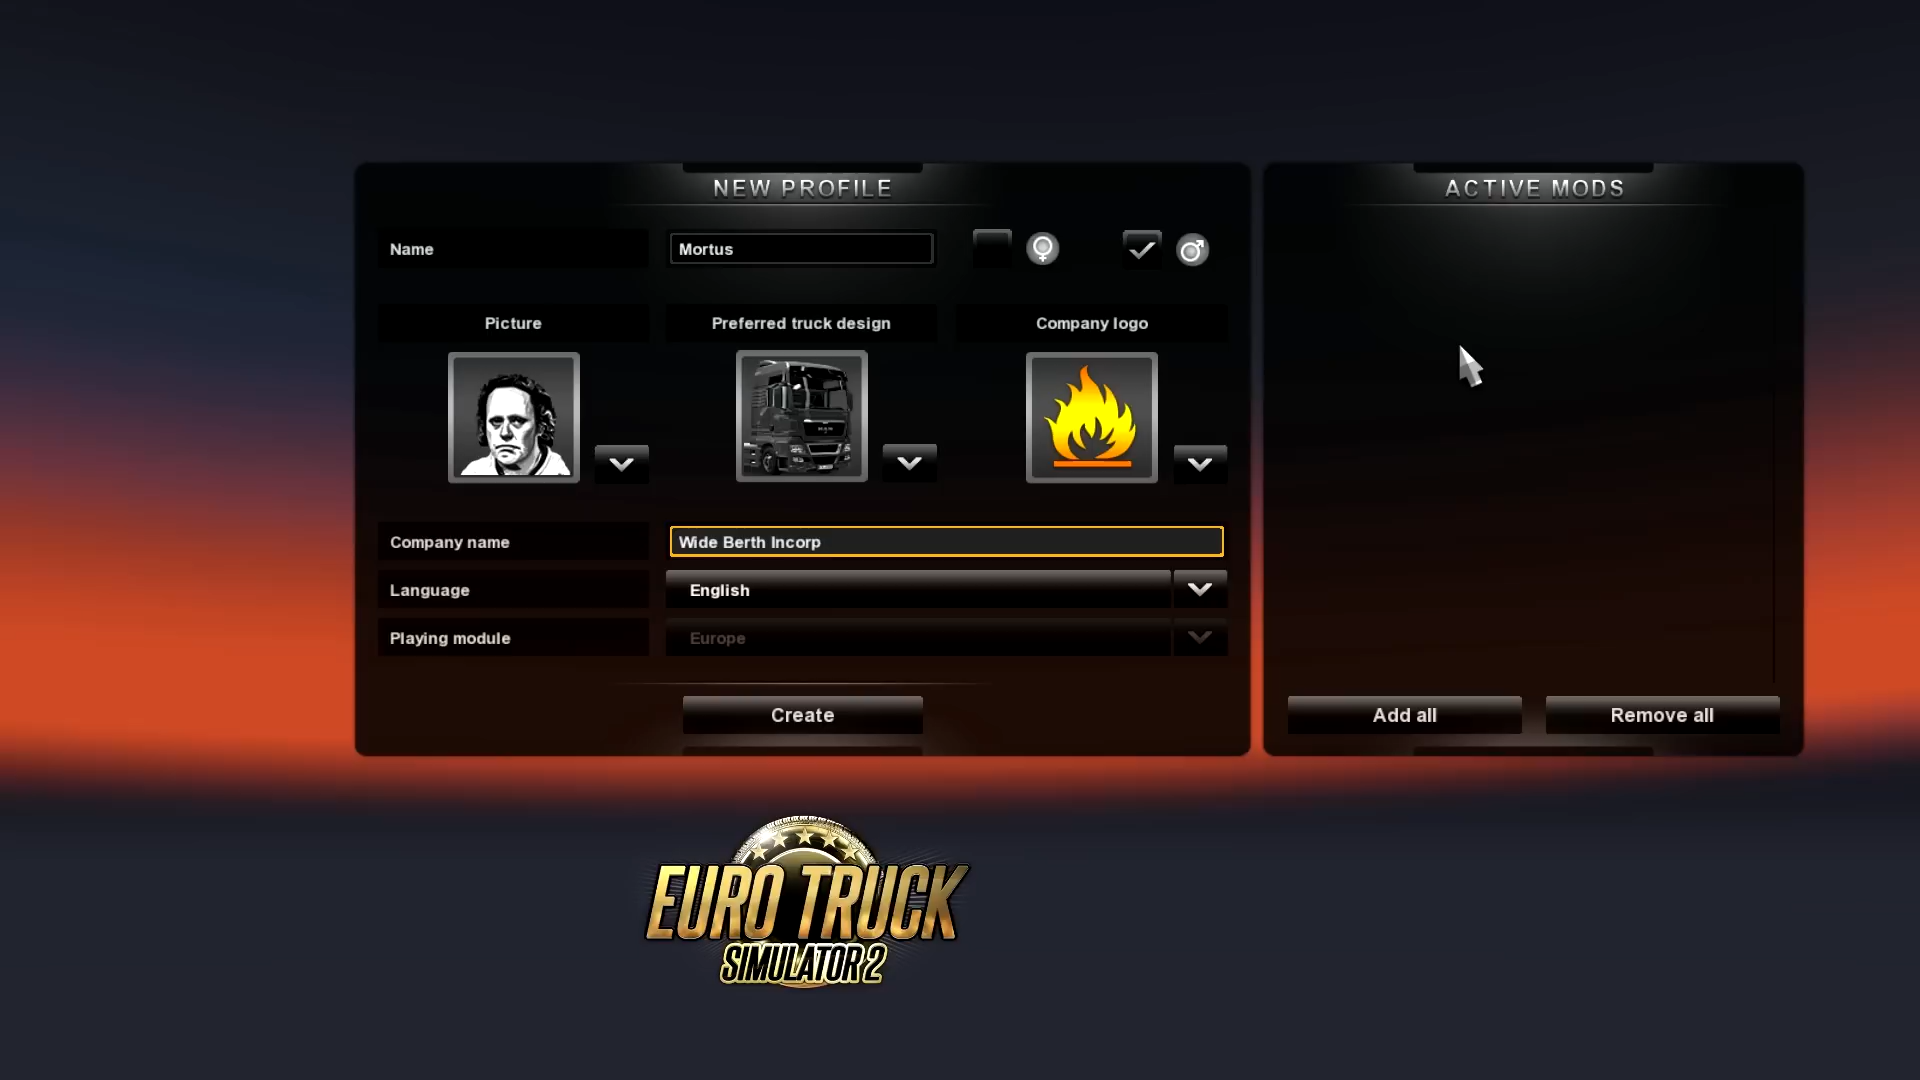 NEW PROFILE
Name
Mortus
Picture
Preferred truck design
Company logo
Company name
Wide Berth Incorp
Language
English
Playing module
Europe
Create
ACTIVE MODS
Add all
Remove all
EURO TRUCK
SIMULATOR 2